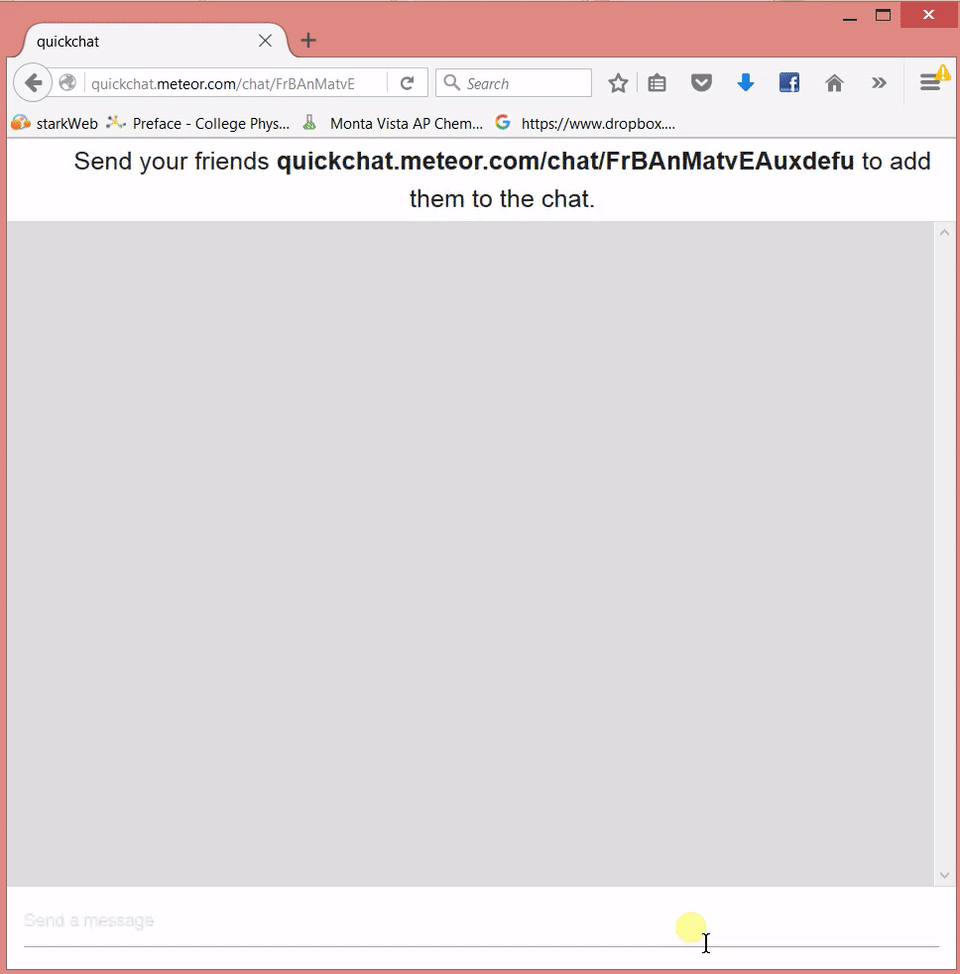 quickchat
quickchat.meteor.com/chat/FrBAnMatvE
Search
starkWeb Preface - College Phys... Monta Vista AP Chem... https://www.dropbox....
Send your friends quickchat.meteor.com/chat/FrBAnMatvEAuxdefu to add
them to the chat.
Send a message